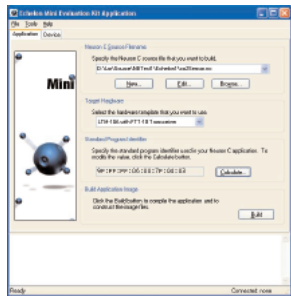 Echelon Mini Evaluation Kit Application
File Tools Help
Application Device
Mini
Neuron C Source Filename
Specify the Neuron C source file that you want to build.
New... Edit... Browse...
Target Hardware
Select the hardware template that you want to use.
Standard Program Identifier
Specify the standard program identifier used in your Neuron C application. To
modify the value, click the Calculate button.
Calculate...
Build Application Image
Click the Build button to compile the application and to
construct the image files.
Build
Ready Connected: none